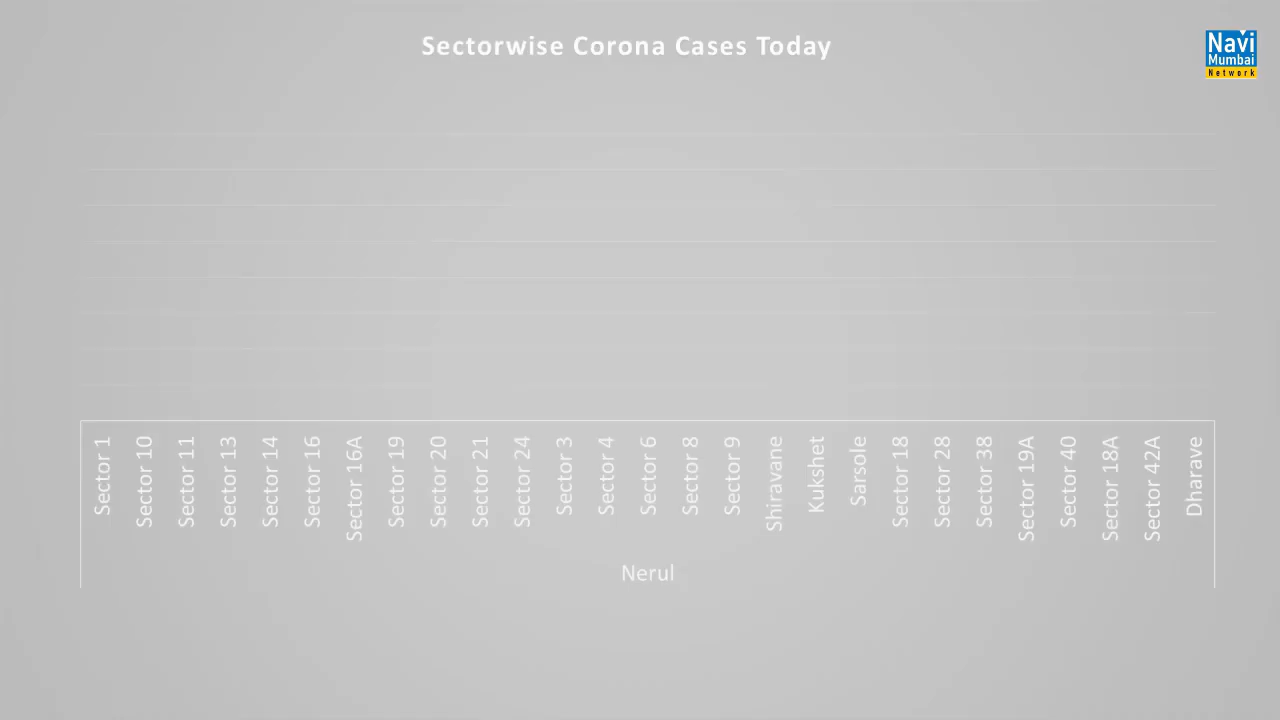 Sectorwise Corona Cases Today
Navi
Mumbai
Network
Sector 1
Sector 10
Sector 11
Sector 13
Sector 14
Sector 16
Sector 16A
Sector 19
Sector 20
Sector 21
Sector 24
Sector 3
Sector 4
Sector 6
Sector 8
Sector 9
Shiravane
Kukshet
Sarsole
Sector 18
Sector 28
Sector 38
Sector 19A
Sector 40
Sector 18A
Sector 42A
Dharave
Nerul